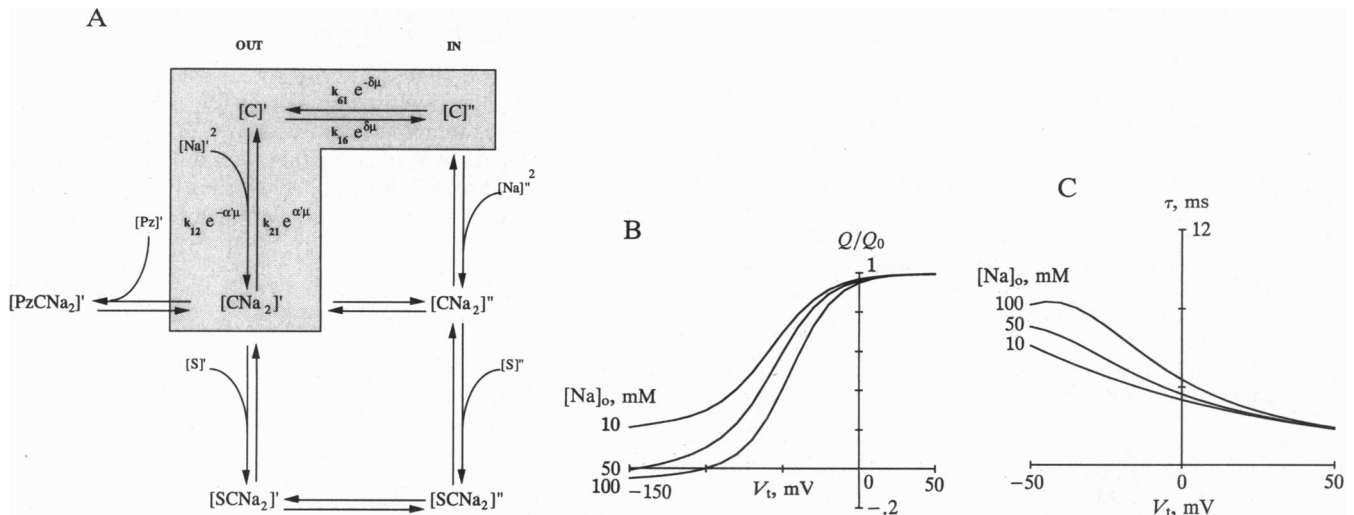 A
OUT IN
k61 e^-δμ
[C]' [C]''
k16 e^δμ
[Na]'^2
[Na]''^2
k12 e^-α'μ k21 e^α'μ
[Pz]'
[PzCNa2]' [CNa2]' [CNa2]''
[S]' [S]''
[SCNa2]' [SCNa2]''
B
Q/Q0
1
[Na]o, mM
10
50
100
-150 Vt, mV 0 50
-.2
C
τ, ms
12
[Na]o, mM
100
50
10
-50 0 50
Vt, mV